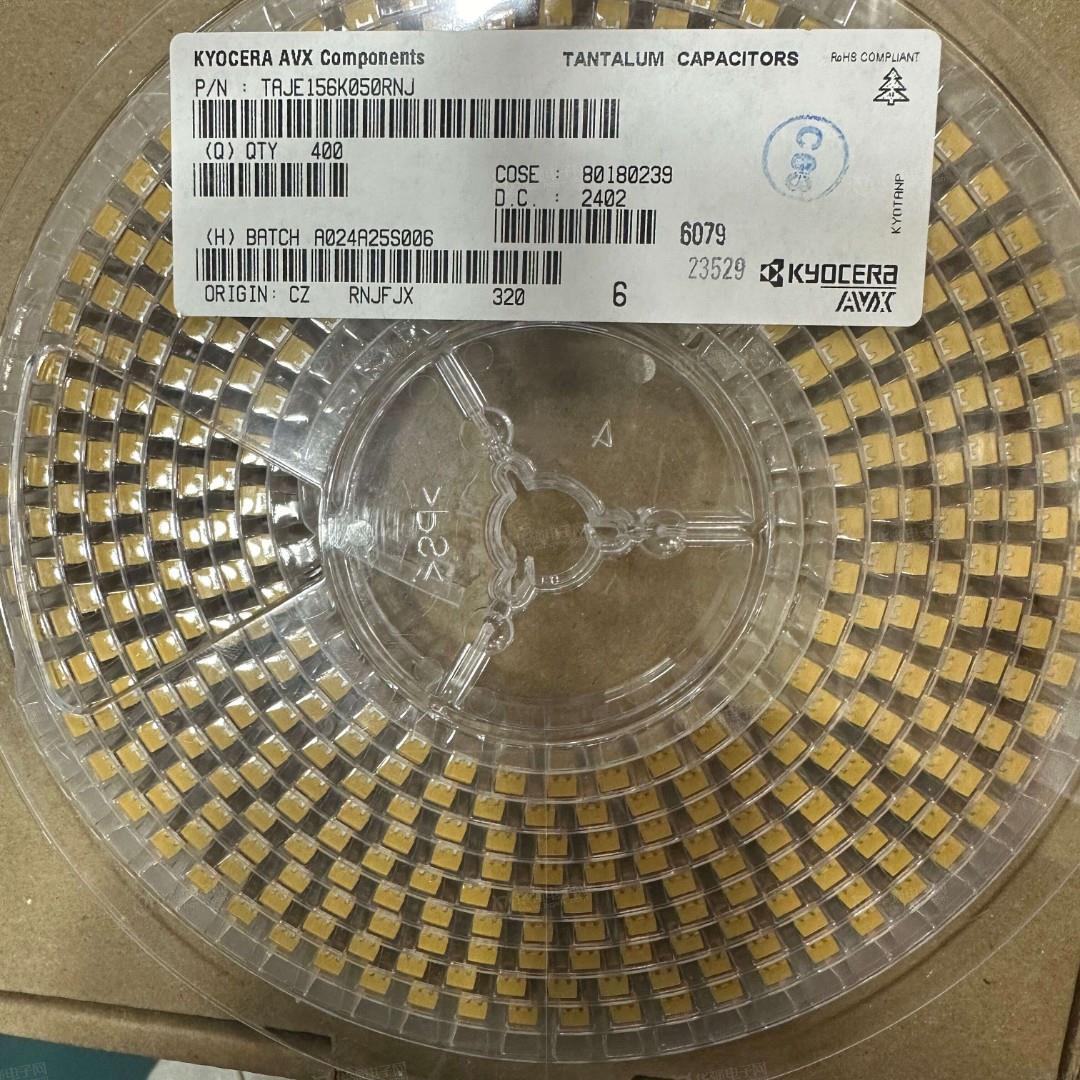 KYOCERA AVX Components
TANTALUM CAPACITORS
RoHS COMPLIANT
P/N : TAJE156K050RNJ
(Q) QTY 400
COSE : 80180239
D.C. : 2402
(H) BATCH A024A25S006
6079
23529
KYOCERA
AVX
ORIGIN: CZ RNJFJX 320 6
KYOTANP
>PS<
A